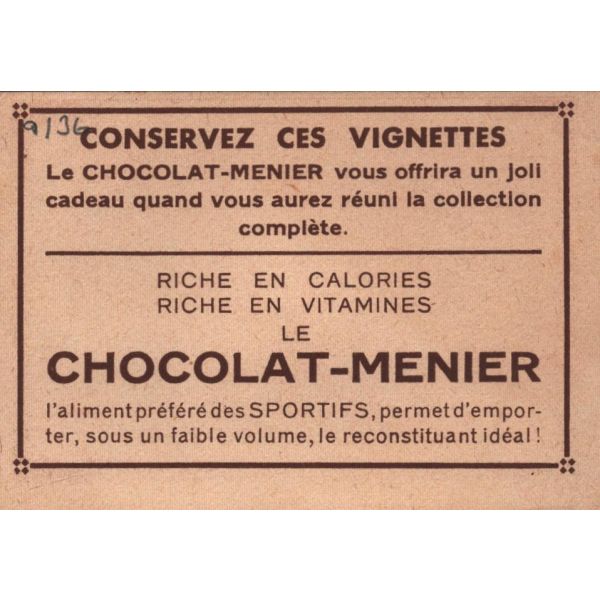 9/36
CONSERVEZ CES VIGNETTES
Le CHOCOLAT-MENIER vous offrira un joli
cadeau quand vous aurez réuni la collection
complète.
RICHE EN CALORIES
RICHE EN VITAMINES
LE
CHOCOLAT-MENIER
l'aliment préféré des SPORTIFS, permet d'empor-
ter, sous un faible volume, le reconstituant idéal !